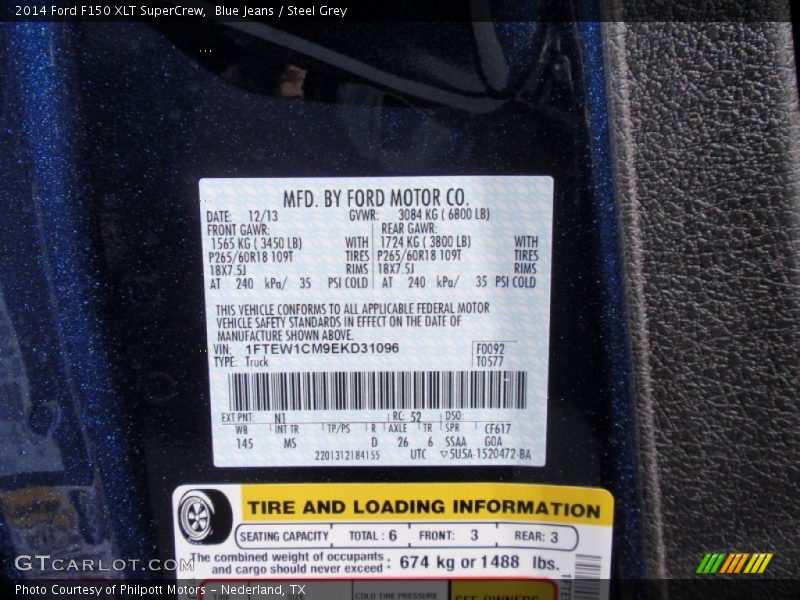 2014 Ford F150 XLT SuperCrew, Blue Jeans / Steel Grey
MFD. BY FORD MOTOR CO.
DATE: 12/13 GVWR: 3084 KG ( 6800 LB)
FRONT GAWR: REAR GAWR:
1565 KG ( 3450 LB) WITH 1724 KG ( 3800 LB) WITH
P265/60R18 109T TIRES P265/60R18 109T TIRES
18X7.5J RIMS 18X7.5J RIMS
AT 240 kPa/ 35 PSI COLD AT 240 kPa/ 35 PSI COLD
THIS VEHICLE CONFORMS TO ALL APPLICABLE FEDERAL MOTOR
VEHICLE SAFETY STANDARDS IN EFFECT ON THE DATE OF
MANUFACTURE SHOWN ABOVE.
VIN: 1FTEW1CM9EKD31096 F0092
TYPE: Truck T0577
EXT PNT: N1 RC: 52 DSO:
WB INT TR TP/PS R AXLE TR SPR CF617
145 MS D 26 6 SSAA GOA
2201312184155 UTC ▽5U5A-1520472-BA
TIRE AND LOADING INFORMATION
SEATING CAPACITY TOTAL : 6 FRONT: 3 REAR: 3
The combined weight of occupants
and cargo should never exceed : 674 kg or 1488 lbs.
GTCarLot.com
COLD TIRE PRESSURE SEE OWNERS
Photo Courtesy of Philpott Motors - Nederland, TX